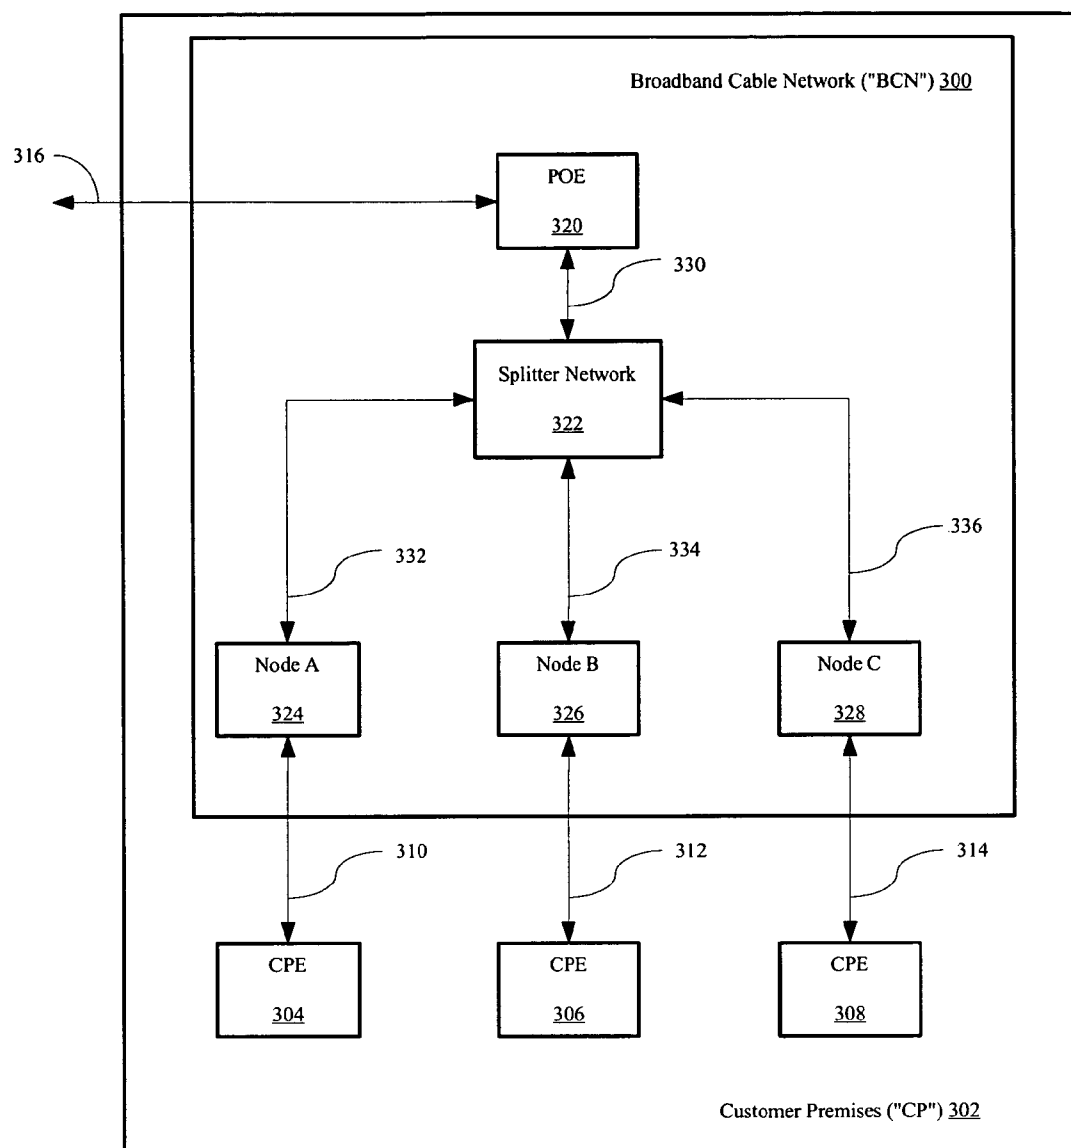 Broadband Cable Network ("BCN") 300
316
POE
320
330
Splitter Network
322
332
334
336
Node A
324
Node B
326
Node C
328
310
312
314
CPE
304
CPE
306
CPE
308
Customer Premises ("CP") 302